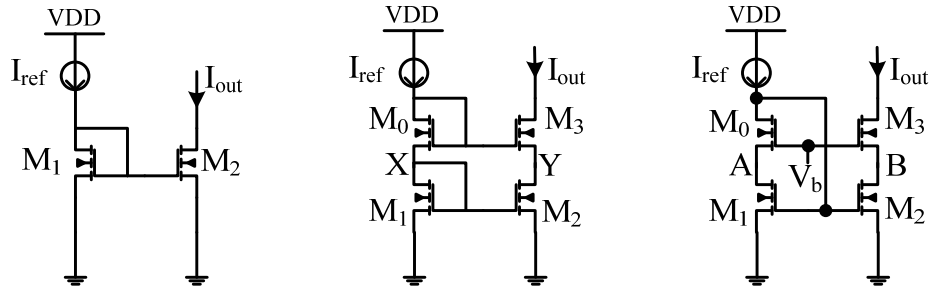 VDD
Iref
Iout
M1
M2
VDD
Iref
Iout
M0
M3
X
Y
M1
M2
VDD
Iref
Iout
M0
M3
A
Vb
B
M1
M2